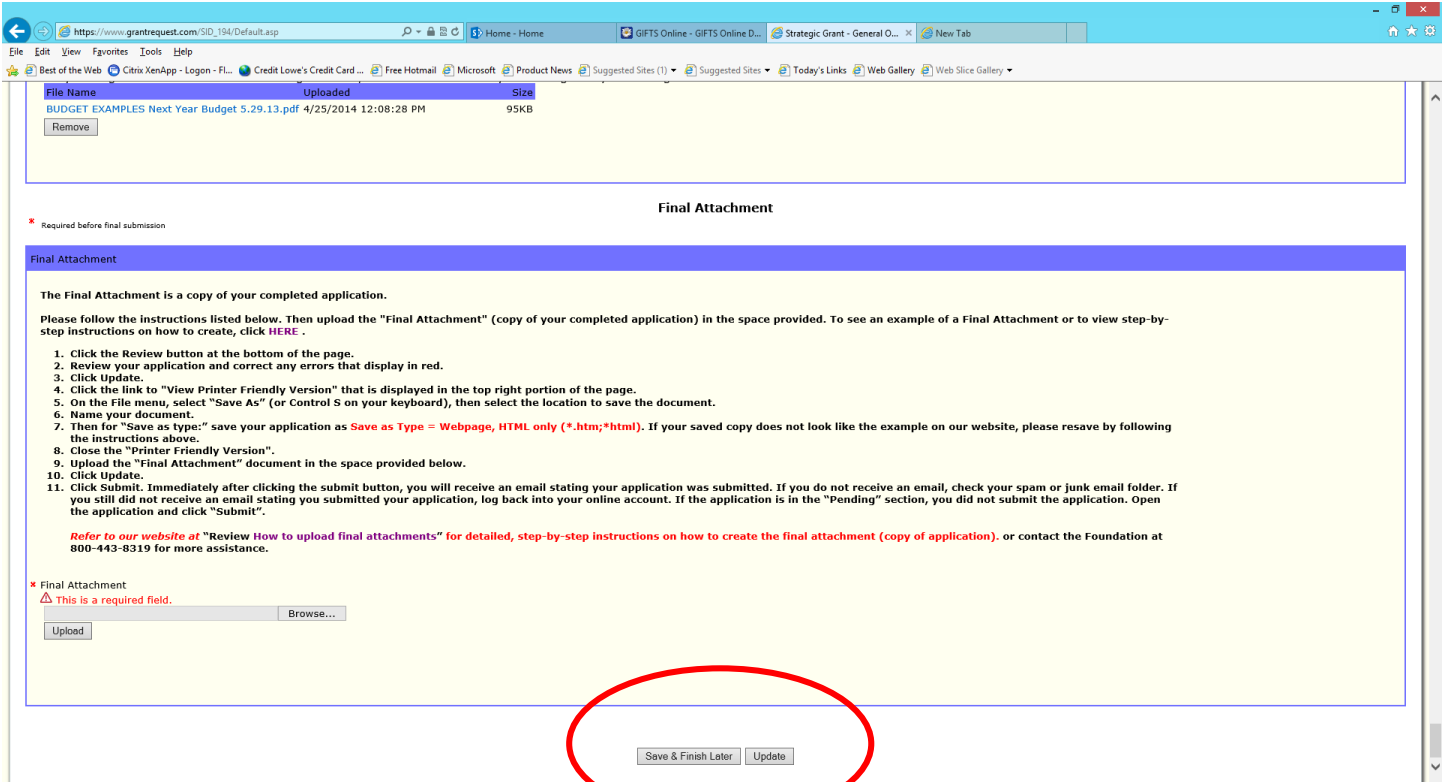 https://www.grantrequest.com/SID_194/Default.asp
Home - Home
GIFTS Online - GIFTS Online D...
Strategic Grant - General O...
New Tab
File Edit View Favorites Tools Help
Best of the Web Citrix XenApp - Logon - Fl... Credit Lowe's Credit Card ... Free Hotmail Microsoft Product News Suggested Sites (1) Suggested Sites Today's Links Web Gallery Web Slice Gallery
File Name Uploaded Size
BUDGET EXAMPLES Next Year Budget 5.29.13.pdf 4/25/2014 12:08:28 PM 95KB
Remove
Final Attachment
* Required before final submission
Final Attachment
The Final Attachment is a copy of your completed application.
Please follow the instructions listed below. Then upload the "Final Attachment" (copy of your completed application) in the space provided. To see an example of a Final Attachment or to view step-by-
step instructions on how to create, click HERE .
1. Click the Review button at the bottom of the page.
2. Review your application and correct any errors that display in red.
3. Click Update.
4. Click the link to "View Printer Friendly Version" that is displayed in the top right portion of the page.
5. On the File menu, select “Save As” (or Control S on your keyboard), then select the location to save the document.
6. Name your document.
7. Then for “Save as type:” save your application as Save as Type = Webpage, HTML only (*.htm;*html). If your saved copy does not look like the example on our website, please resave by following
the instructions above.
8. Close the “Printer Friendly Version".
9. Upload the “Final Attachment” document in the space provided below.
10. Click Update.
11. Click Submit. Immediately after clicking the submit button, you will receive an email stating your application was submitted. If you do not receive an email, check your spam or junk email folder. If
you still did not receive an email stating you submitted your application, log back into your online account. If the application is in the “Pending” section, you did not submit the application. Open
the application and click “Submit”.
Refer to our website at “Review How to upload final attachments” for detailed, step-by-step instructions on how to create the final attachment (copy of application). or contact the Foundation at
800-443-8319 for more assistance.
* Final Attachment
This is a required field.
Browse...
Upload
Save & Finish Later Update